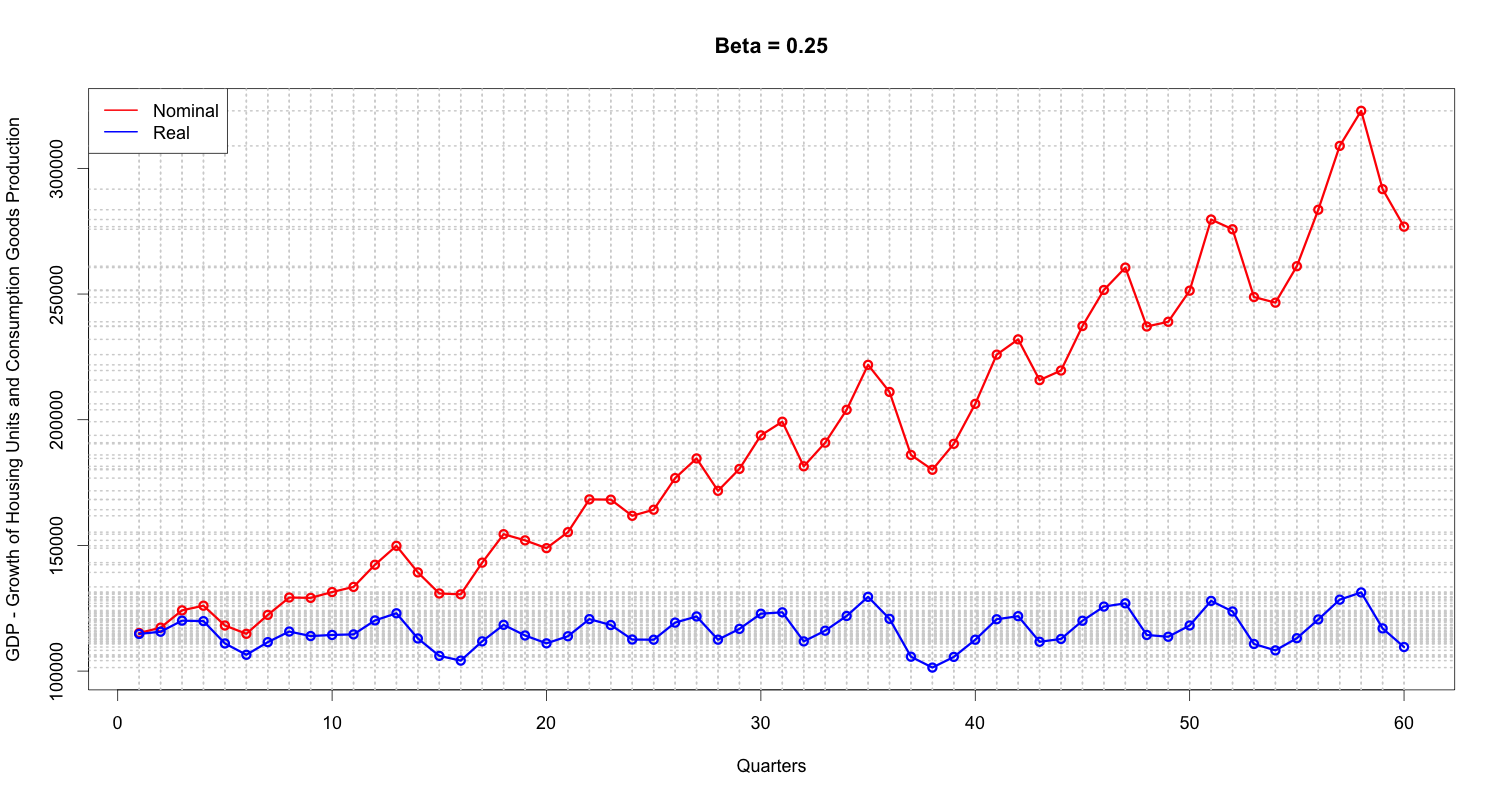 Beta = 0.25
Nominal
Real
GDP - Growth of Housing Units and Consumption Goods Production
300000
250000
200000
150000
100000
0 10 20 30 40 50 60
Quarters